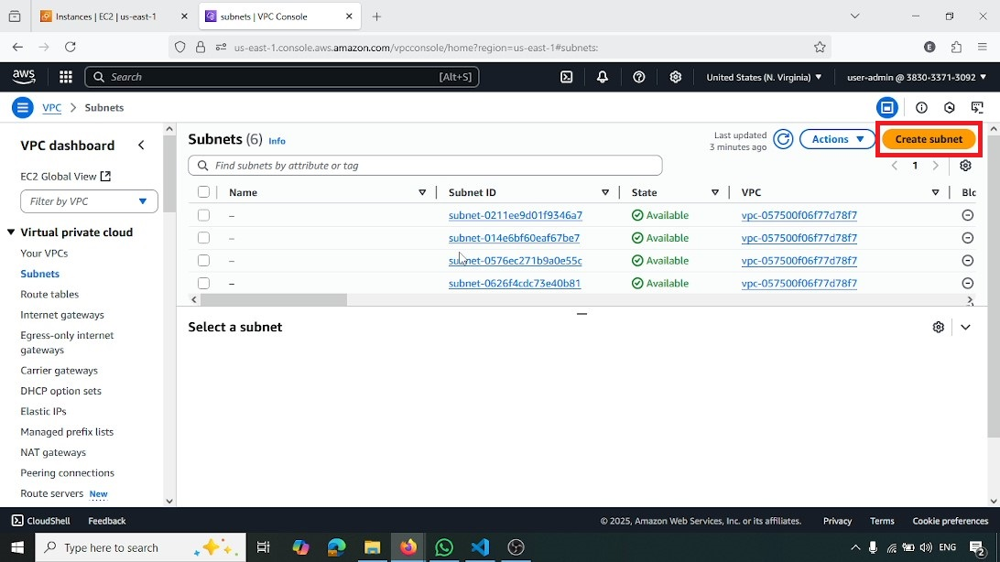 Instances | EC2 | us-east-1
subnets | VPC Console
us-east-1.console.aws.amazon.com/vpcconsole/home?region=us-east-1#subnets:
E
aws
Search
[Alt+S]
United States (N. Virginia)
user-admin @ 3830-3371-3092
VPC
Subnets
VPC dashboard
EC2 Global View
Filter by VPC
Virtual private cloud
Your VPCs
Subnets
Route tables
Internet gateways
Egress-only internet
gateways
Carrier gateways
DHCP option sets
Elastic IPs
Managed prefix lists
NAT gateways
Peering connections
Route servers New
Subnets (6) Info
Last updated
3 minutes ago
Actions
Create subnet
Find subnets by attribute or tag
1
Name Subnet ID State VPC Blo
– subnet-0211ee9d01f9346a7 Available vpc-057500f06f77d78f7
– subnet-014e6bf60eaf67be7 Available vpc-057500f06f77d78f7
– subnet-0576ec271b9a0e55c Available vpc-057500f06f77d78f7
– subnet-0626f4cdc73e40b81 Available vpc-057500f06f77d78f7
Select a subnet
CloudShell Feedback
© 2025, Amazon Web Services, Inc. or its affiliates. Privacy Terms Cookie preferences
Type here to search
ENG
2